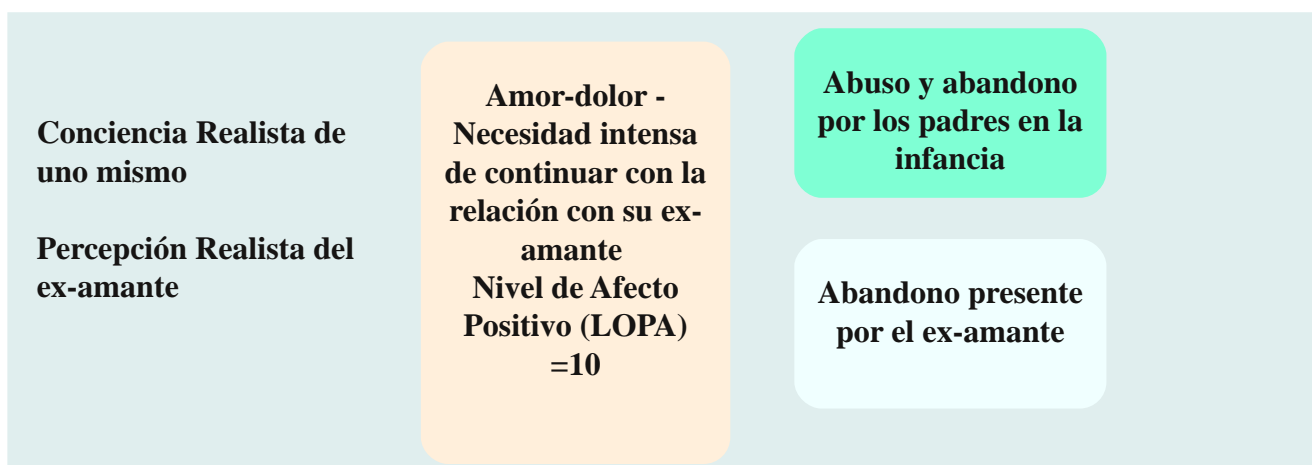 Conciencia Realista de
uno mismo
Percepción Realista del
ex-amante
Amor-dolor -
Necesidad intensa
de continuar con la
relación con su ex-
amante
Nivel de Afecto
Positivo (LOPA)
=10
Abuso y abandono
por los padres en la
infancia
Abandono presente
por el ex-amante